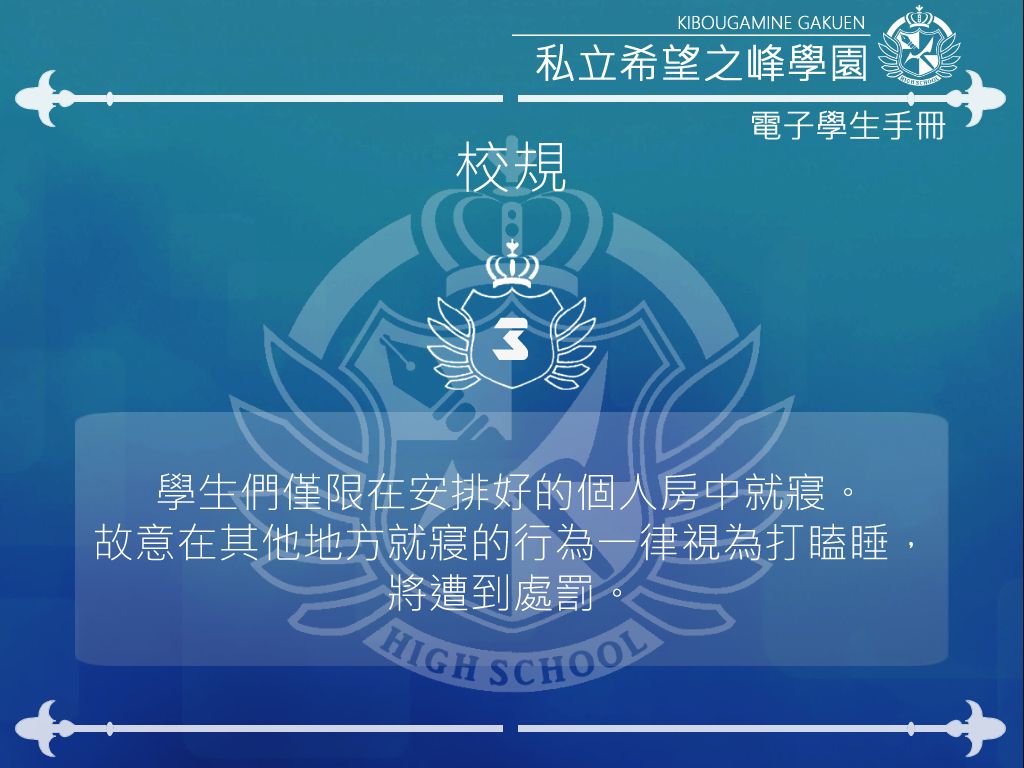 KIBOUGAMINE GAKUEN
私立希望之峰學園
HIGH SCHOOL
電子學生手冊
校規
3
學生們僅限在安排好的個人房中就寢。
故意在其他地方就寢的行為一律視為打瞌睡，
將遭到處罰。
HIGH SCHOOL